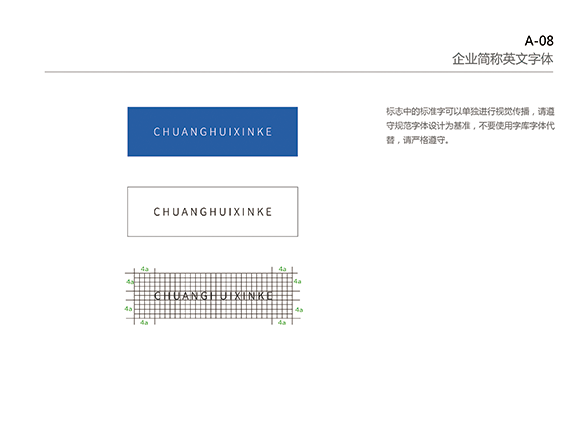 A-08
企业简称英文字体
标志中的标准字可以单独进行视觉传播，请遵
守规范字体设计为基准，不要使用字库字体代
替，请严格遵守。
CHUANGHUIXINKE
CHUANGHUIXINKE
4a 4a
4a 4a
CHUANGHUIXINKE
4a 4a
4a 4a